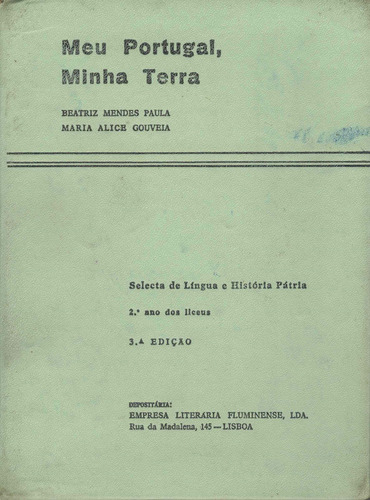 Meu Portugal,
Minha Terra
BEATRIZ MENDES PAULA
MARIA ALICE GOUVEIA
Selecta de Língua e História Pátria
2.º ano dos liceus
3.ᴬ EDIÇÃO
DEPOSITÁRIA:
EMPRESA LITERARIA FLUMINENSE, LDA.
Rua da Madalena, 145 — LISBOA